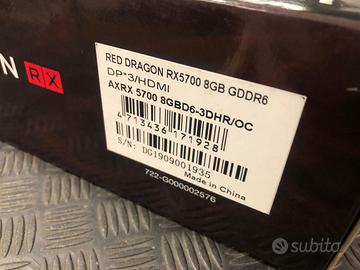 N RX
RED DRAGON RX5700 8GB GDDR6
DP*3/HDMI
AXRX 5700 8GBD6-3DHR/OC
4 713436 171928
S/N: DG1909001935
Made in China
722-G000002576
subito